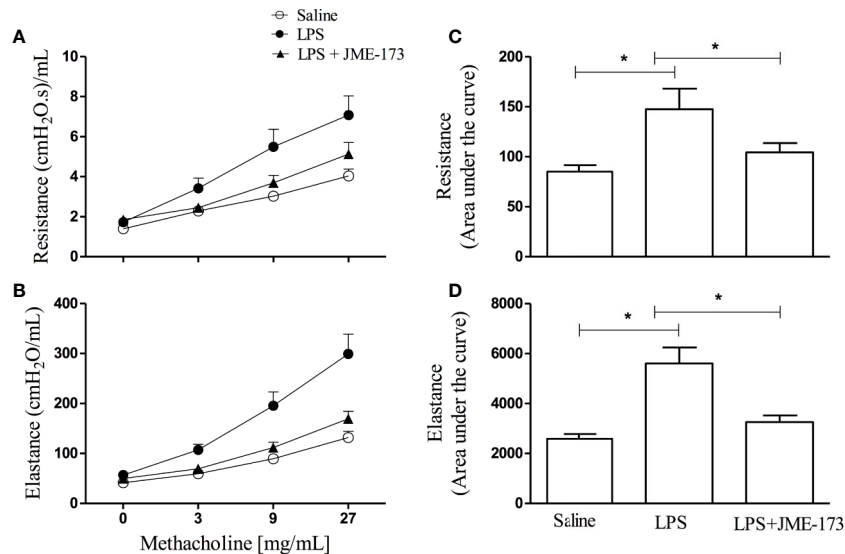 Saline
LPS
LPS + JME-173
A
Resistance (cmH2O.s)/mL
10
8
6
4
2
0
B
Elastance (cmH2O/mL)
400
300
200
100
0
0 3 9 27
Methacholine [mg/mL]
C
Resistance
(Area under the curve)
200
150
100
50
0
* *
D
Elastance
(Area under the curve)
8000
6000
4000
2000
0
* *
Saline LPS LPS+JME-173